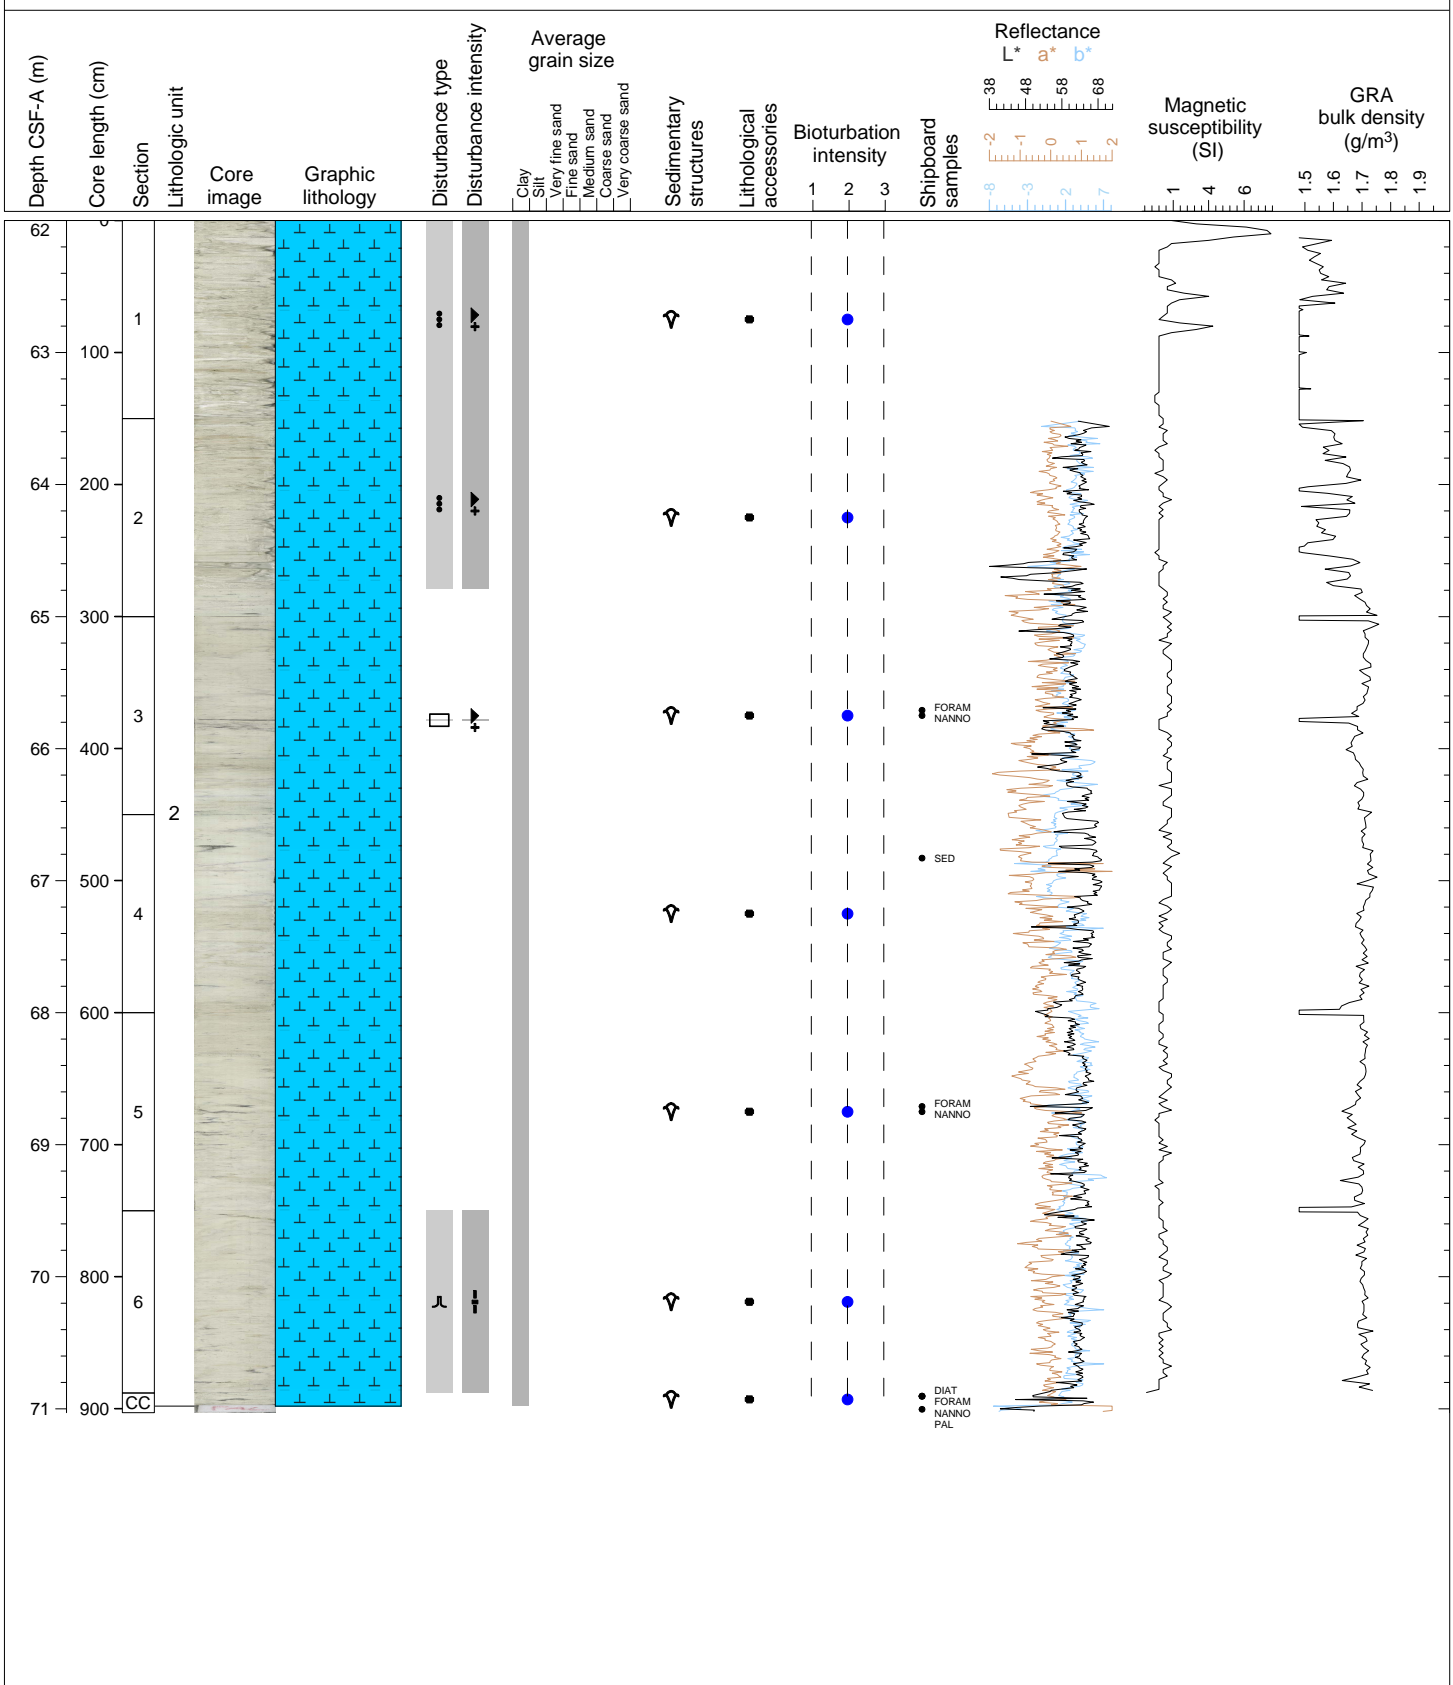 Depth CSF-A (m)
Core length (cm)
Section
Lithologic unit
Core
image
Graphic
lithology
Disturbance type
Disturbance intensity
Average
grain size
Clay
Silt
Very fine sand
Fine sand
Medium sand
Coarse sand
Very coarse sand
Sedimentary
structures
Lithological
accessories
Bioturbation
intensity
1 2 3
Shipboard
samples
Reflectance
L* a* b*
38 48 58 68
-2 -1 0 1 2
-8 -3 2 7
Magnetic
susceptibility
(SI)
1 4 6
GRA
bulk density
(g/m³)
1.5 1.6 1.7 1.8 1.9
62 0
1
63 100
64 200
2
65 300
3
FORAM
NANNO
66 400
2
SED
67 500
4
68 600
5
FORAM
NANNO
69 700
70 800
6
DIAT
CC
FORAM
71 900
NANNO
PAL